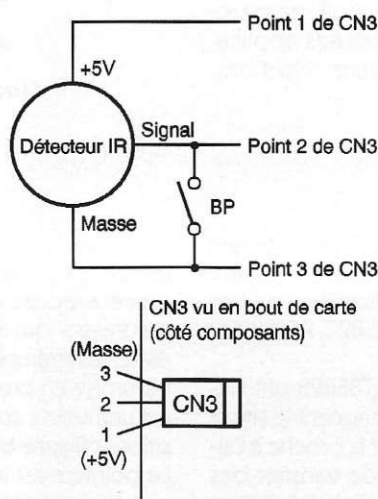 Point 1 de CN3
+5V
Détecteur IR
Signal
Point 2 de CN3
BP
Masse
Point 3 de CN3
CN3 vu en bout de carte
(côté composants)
(Masse)
3
2
CN3
1
(+5V)